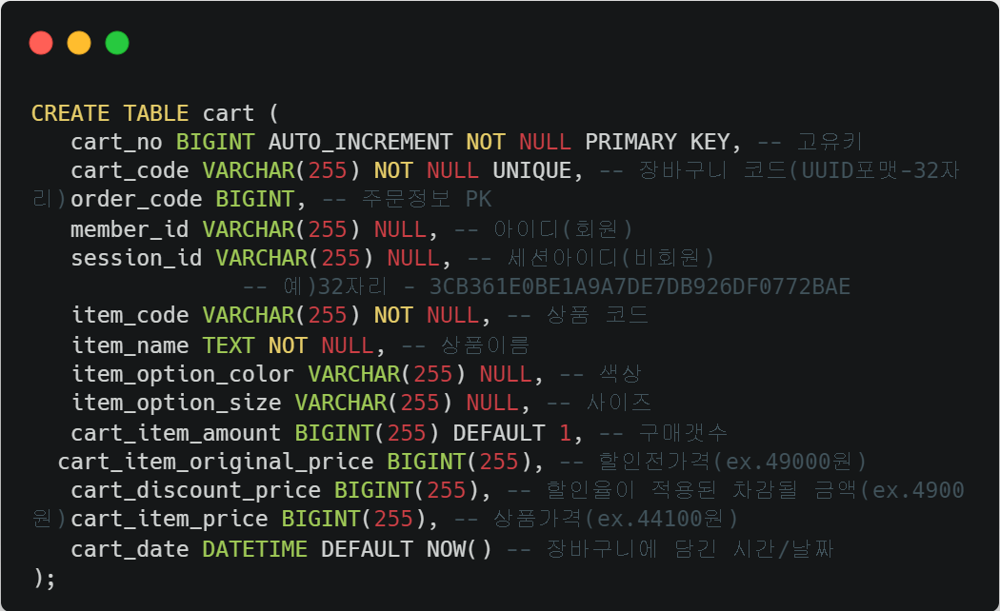 CREATE TABLE cart (
   cart_no BIGINT AUTO_INCREMENT NOT NULL PRIMARY KEY, -- 고유키
   cart_code VARCHAR(255) NOT NULL UNIQUE, -- 장바구니 코드(UUID포맷-32자
리)order_code BIGINT, -- 주문정보 PK
   member_id VARCHAR(255) NULL, -- 아이디(회원)
   session_id VARCHAR(255) NULL, -- 세션아이디(비회원)
                -- 예)32자리 - 3CB361E0BE1A9A7DE7DB926DF0772BAE
   item_code VARCHAR(255) NOT NULL, -- 상품 코드
   item_name TEXT NOT NULL, -- 상품이름
   item_option_color VARCHAR(255) NULL, -- 색상
   item_option_size VARCHAR(255) NULL, -- 사이즈
   cart_item_amount BIGINT(255) DEFAULT 1, -- 구매갯수
  cart_item_original_price BIGINT(255), -- 할인전가격(ex.49000원)
   cart_discount_price BIGINT(255), -- 할인율이 적용된 차감될 금액(ex.4900
원)cart_item_price BIGINT(255), -- 상품가격(ex.44100원)
   cart_date DATETIME DEFAULT NOW() -- 장바구니에 담긴 시간/날짜
);